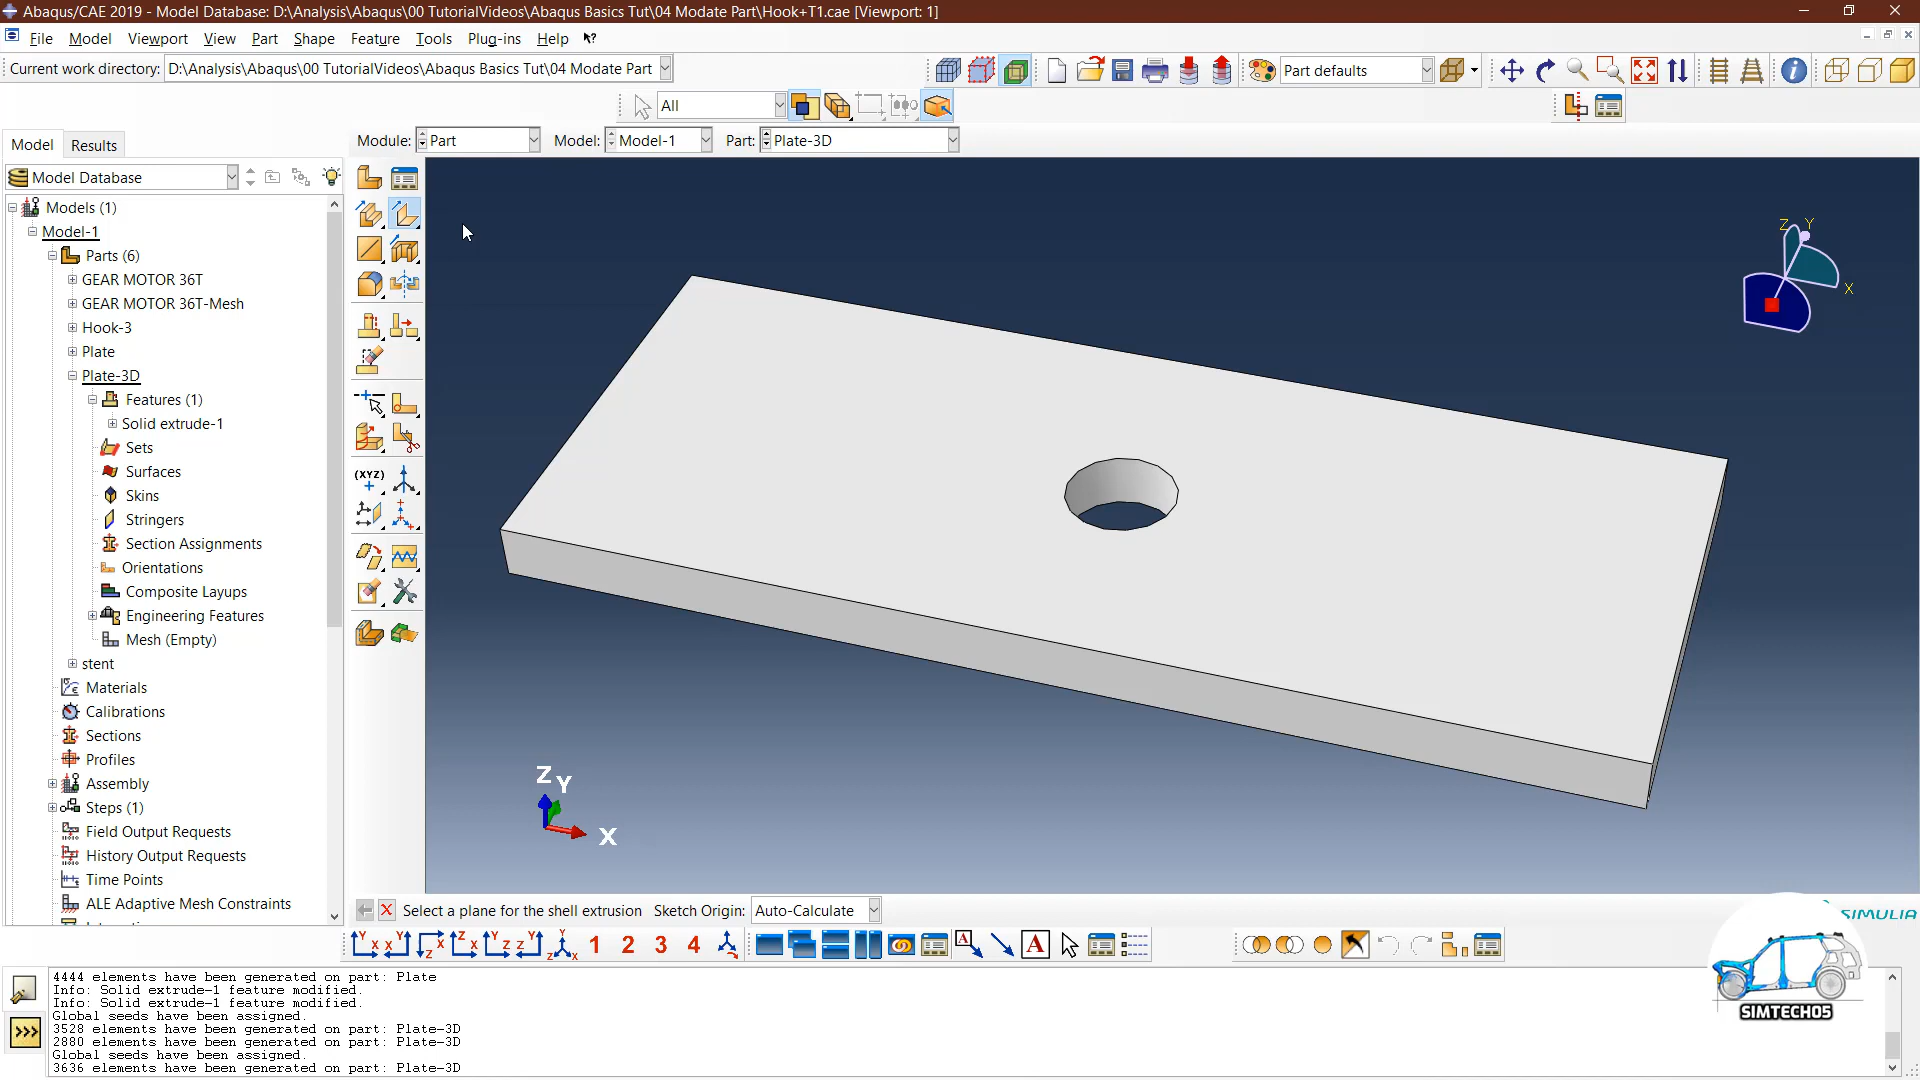 Abaqus/CAE 2019 - Model Database: D:\Analysis\Abaqus\00 TutorialVideos\Abaqus Basics Tut\04 Modate Part\Hook+T1.cae [Viewport: 1]
File Model Viewport View Part Shape Feature Tools Plug-ins Help
Current work directory: D:\Analysis\Abaqus\00 TutorialVideos\Abaqus Basics Tut\04 Modate Part
Part defaults
All
Model Results
Module: Part Model: Model-1 Part: Plate-3D
Model Database
Models (1)
Model-1
Parts (6)
GEAR MOTOR 36T
GEAR MOTOR 36T-Mesh
Hook-3
Plate
Plate-3D
Features (1)
Solid extrude-1
Sets
Surfaces
Skins
Stringers
Section Assignments
Orientations
Composite Layups
Engineering Features
Mesh (Empty)
stent
Materials
Calibrations
Sections
Profiles
Assembly
Steps (1)
Field Output Requests
History Output Requests
Time Points
ALE Adaptive Mesh Constraints
(XYZ)
Z Y
X
Z Y
X
Select a plane for the shell extrusion Sketch Origin: Auto-Calculate
SIMULIA
1 2 3 4
A
A
4444 elements have been generated on part: Plate
Info: Solid extrude-1 feature modified.
Info: Solid extrude-1 feature modified.
Global seeds have been assigned.
3528 elements have been generated on part: Plate-3D
2880 elements have been generated on part: Plate-3D
Global seeds have been assigned.
3636 elements have been generated on part: Plate-3D
>>>
SIMTECH05